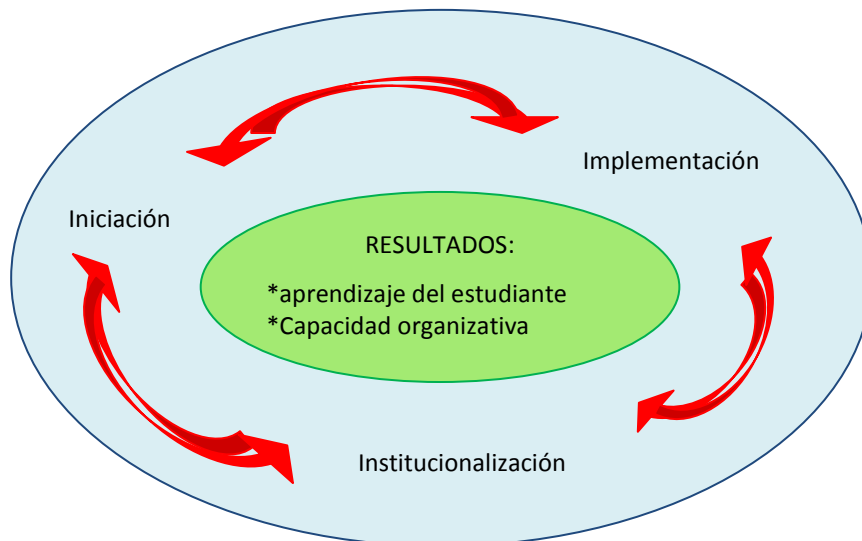 Implementación
Iniciación
RESULTADOS:
*aprendizaje del estudiante
*Capacidad organizativa
Institucionalización